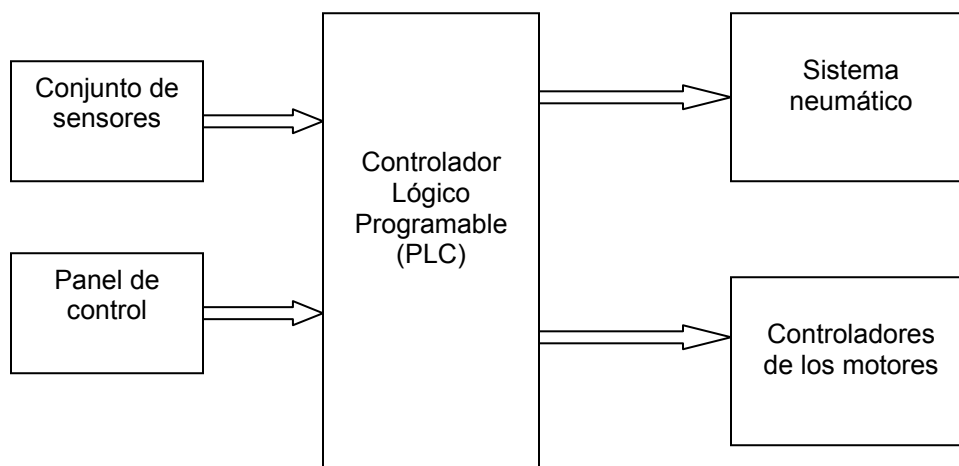 Conjunto de
sensores
Panel de
control
Controlador
Lógico
Programable
(PLC)
Sistema
neumático
Controladores
de los motores